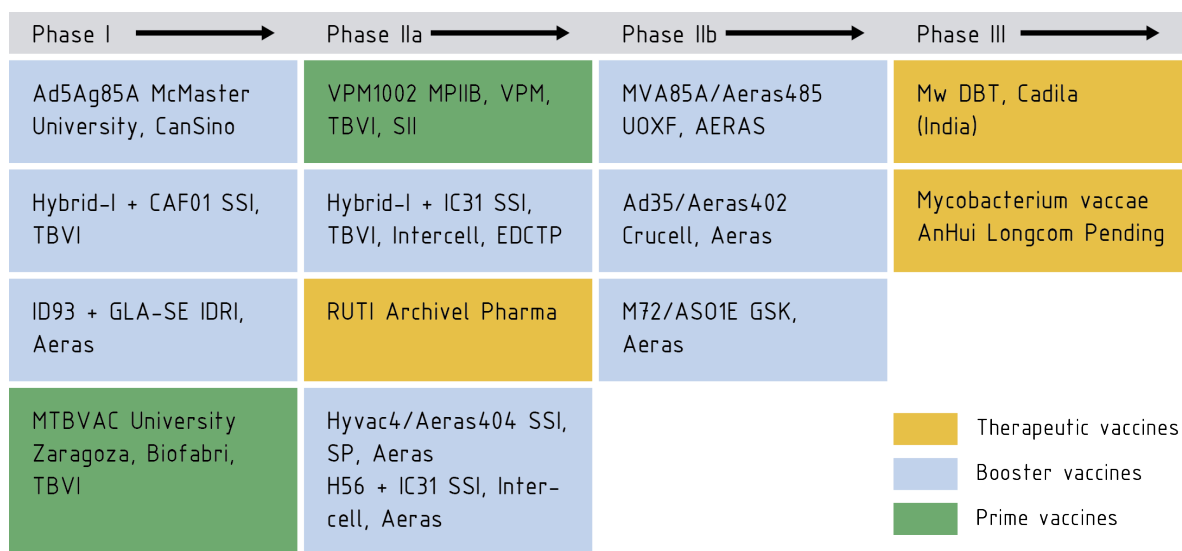 Phase I
Phase IIa
Phase IIb
Phase III
Ad5Ag85A McMaster
University, CanSino
VPM1002 MPIIB, VPM,
TBVI, SII
MVA85A/Aeras485
UOXF, AERAS
Mw DBT, Cadila
(India)
Hybrid-I + CAF01 SSI,
TBVI
Hybrid-I + IC31 SSI,
TBVI, Intercell, EDCTP
Ad35/Aeras402
Crucell, Aeras
Mycobacterium vaccae
AnHui Longcom Pending
ID93 + GLA-SE IDRI,
Aeras
RUTI Archivel Pharma
M72/AS01E GSK,
Aeras
MTBVAC University
Zaragoza, Biofabri,
TBVI
Hyvac4/Aeras404 SSI,
SP, Aeras
H56 + IC31 SSI, Inter-
cell, Aeras
Therapeutic vaccines
Booster vaccines
Prime vaccines